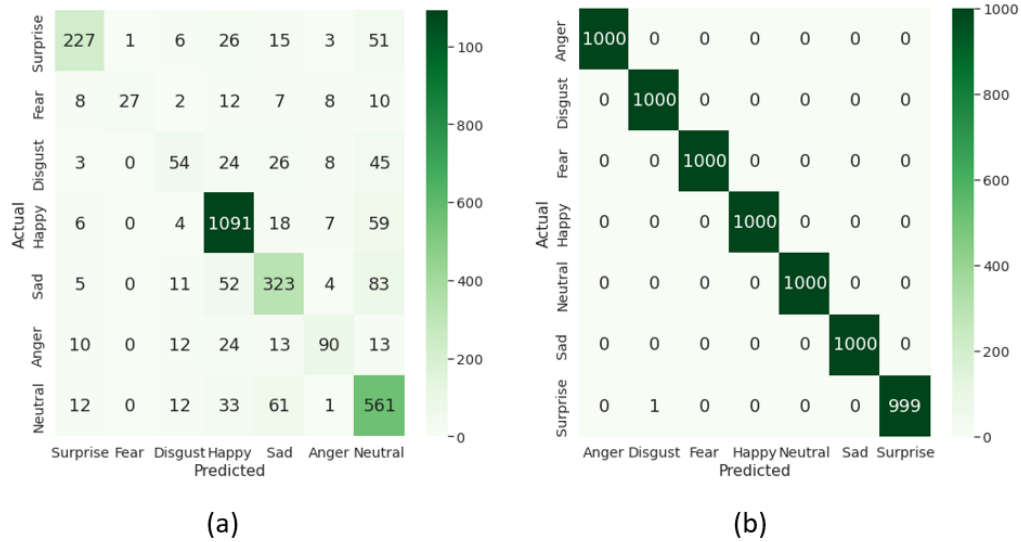 Surprise 227 1 6 26 15 3 51
Fear 8 27 2 12 7 8 10
Disgust 3 0 54 24 26 8 45
Happy 6 0 4 1091 18 7 59
Sad 5 0 11 52 323 4 83
Anger 10 0 12 24 13 90 13
Neutral 12 0 12 33 61 1 561
Actual
Surprise Fear Disgust Happy Sad Anger Neutral
Predicted
1000
800
600
400
200
0
(a)
Anger 1000 0 0 0 0 0 0
Disgust 0 1000 0 0 0 0 0
Fear 0 0 1000 0 0 0 0
Happy 0 0 0 1000 0 0 0
Neutral 0 0 0 0 1000 0 0
Sad 0 0 0 0 0 1000 0
Surprise 0 1 0 0 0 0 999
Actual
Anger Disgust Fear Happy Neutral Sad Surprise
Predicted
1000
800
600
400
200
0
(b)